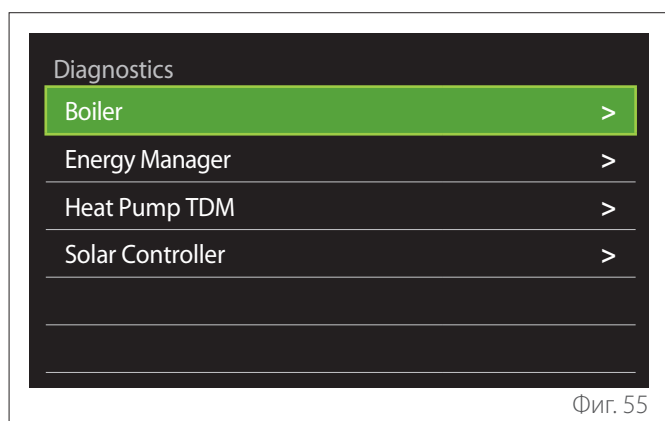 Diagnostics
Boiler >
Energy Manager >
Heat Pump TDM >
Solar Controller >
Фиг. 55